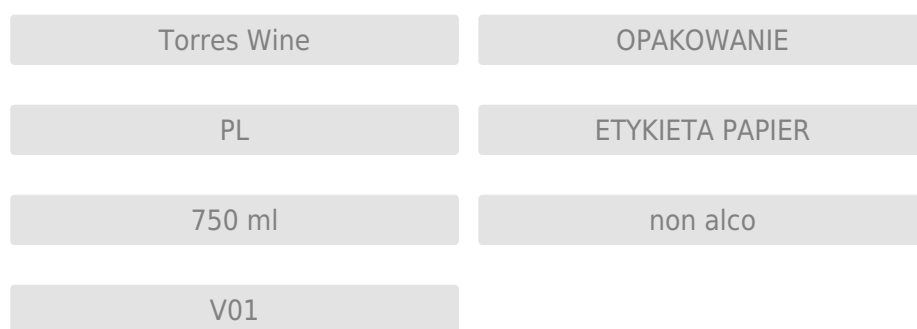 Torres Wine
OPAKOWANIE
PL
ETYKIETA PAPIER
750 ml
non alco
V01